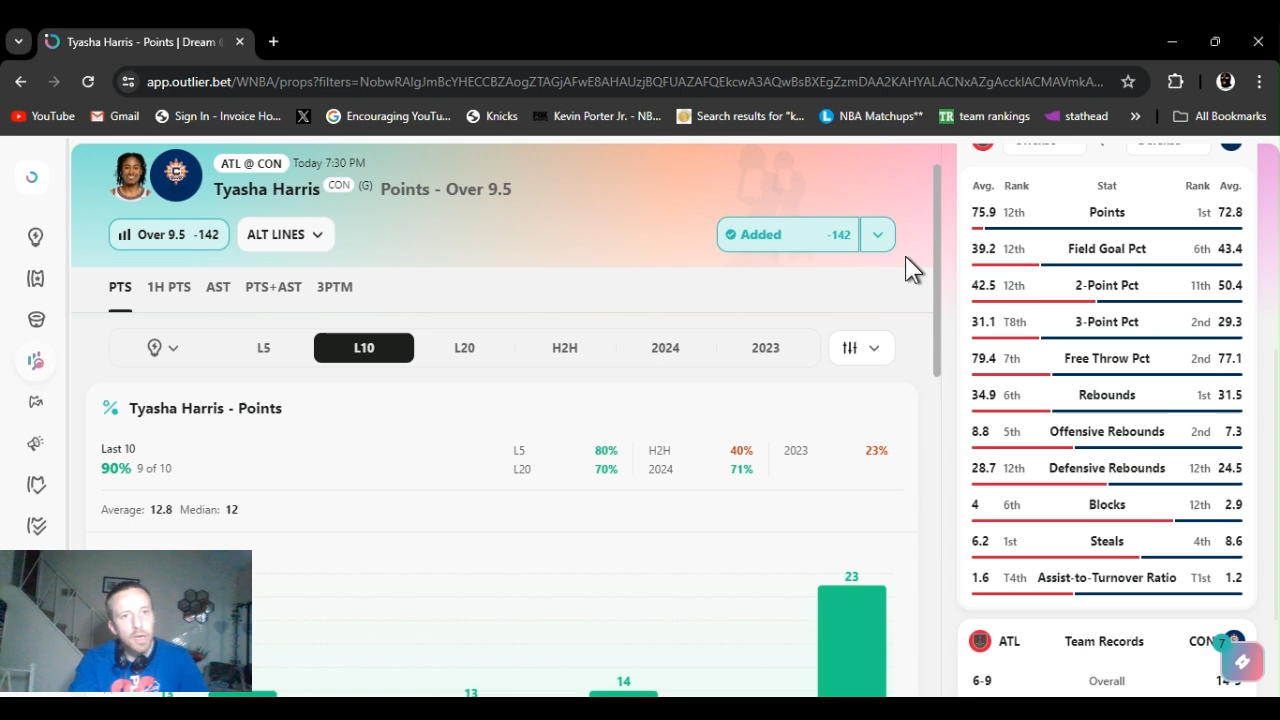 Tyasha Harris - Points | Dream
app.outlier.bet/WNBA/props?filters=
YouTube Gmail Sign In - Invoice Ho... Encouraging YouTu... Knicks Kevin Porter Jr. - NB... Search results for "k... NBA Matchups** TR team rankings stathead » All Bookmarks
ATL @ CON Today 7:30 PM
Tyasha Harris CON (G) Points - Over 9.5
Over 9.5 -142 ALT LINES Added -142
PTS 1H PTS AST PTS+AST 3PTM
L5 L10 L20 H2H 2024 2023
Tyasha Harris - Points
Last 10
90% 9 of 10
L5 80% H2H 40% 2023 23%
L20 70% 2024 71%
Average: 12.8 Median: 12
23
14
13
13
Avg. Rank Stat Rank Avg.
75.9 12th Points 1st 72.8
39.2 12th Field Goal Pct 6th 43.4
42.5 12th 2-Point Pct 11th 50.4
31.1 T8th 3-Point Pct 2nd 29.3
79.4 7th Free Throw Pct 2nd 77.1
34.9 6th Rebounds 1st 31.5
8.8 5th Offensive Rebounds 2nd 7.3
28.7 12th Defensive Rebounds 12th 24.5
4 6th Blocks 12th 2.9
6.2 1st Steals 4th 8.6
1.6 T4th Assist-to-Turnover Ratio T1st 1.2
ATL Team Records CON 7
6-9 Overall